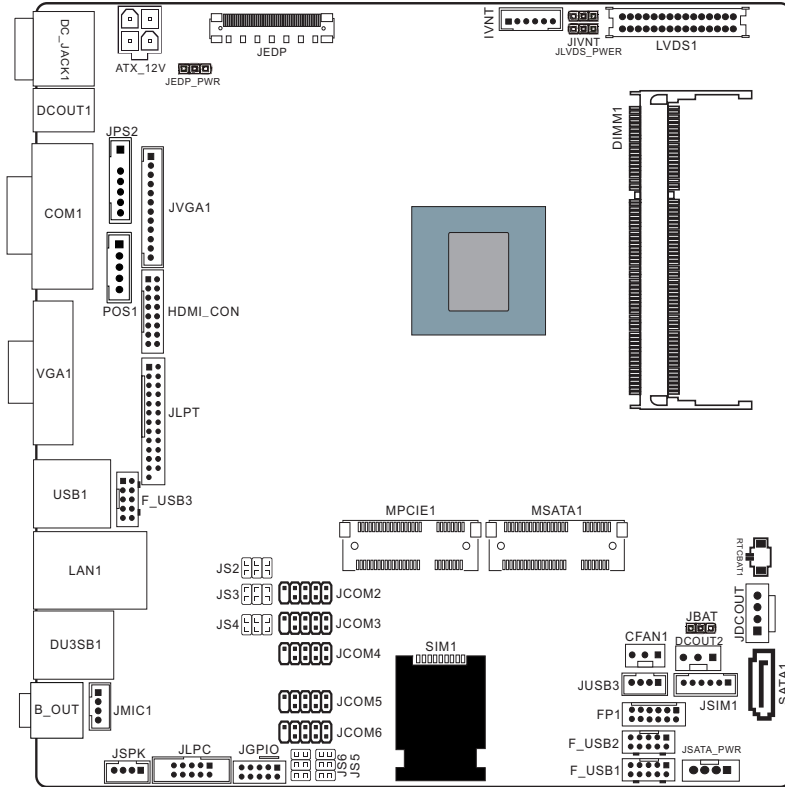 DC_JACK1
ATX_12V
JEDP
JEDP_PWR
IVNT
JIVNT
JLVDS_PWER
LVDS1
DCOUT1
JPS2
DIMM1
COM1
JVGA1
POS1
HDMI_CON
VGA1
JLPT
USB1
F_USB3
MPCIE1
MSATA1
LAN1
RTCBAT1
JS2
JS3
JCOM2
JS4
JCOM3
JBAT
JDCOUT
DU3SB1
JCOM4
SIM1
CFAN1
DCOUT2
SATA1
B_OUT
JMIC1
JCOM5
JUSB3
JSIM1
FP1
JCOM6
F_USB2
JSPK
JLPC
JGPIO
JS6
JS5
JSATA_PWR
F_USB1